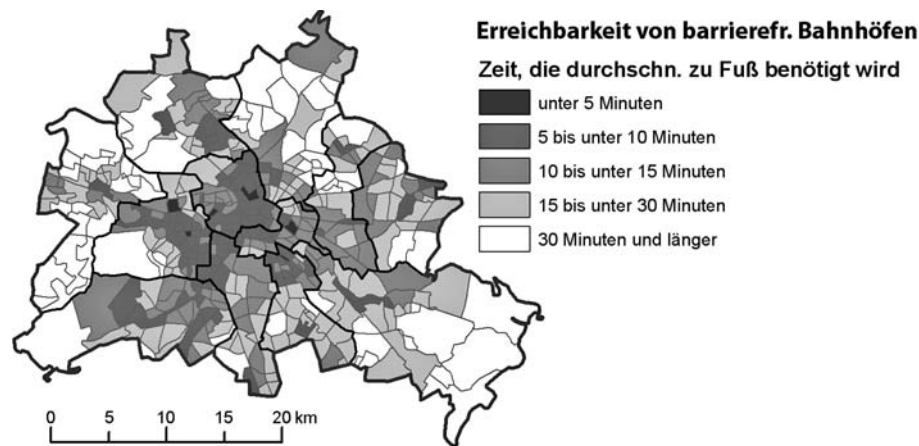 Erreichbarkeit von barrierefr. Bahnhöfen
Zeit, die durchschn. zu Fuß benötigt wird
unter 5 Minuten
5 bis unter 10 Minuten
10 bis unter 15 Minuten
15 bis unter 30 Minuten
30 Minuten und länger
0 5 10 15 20 km